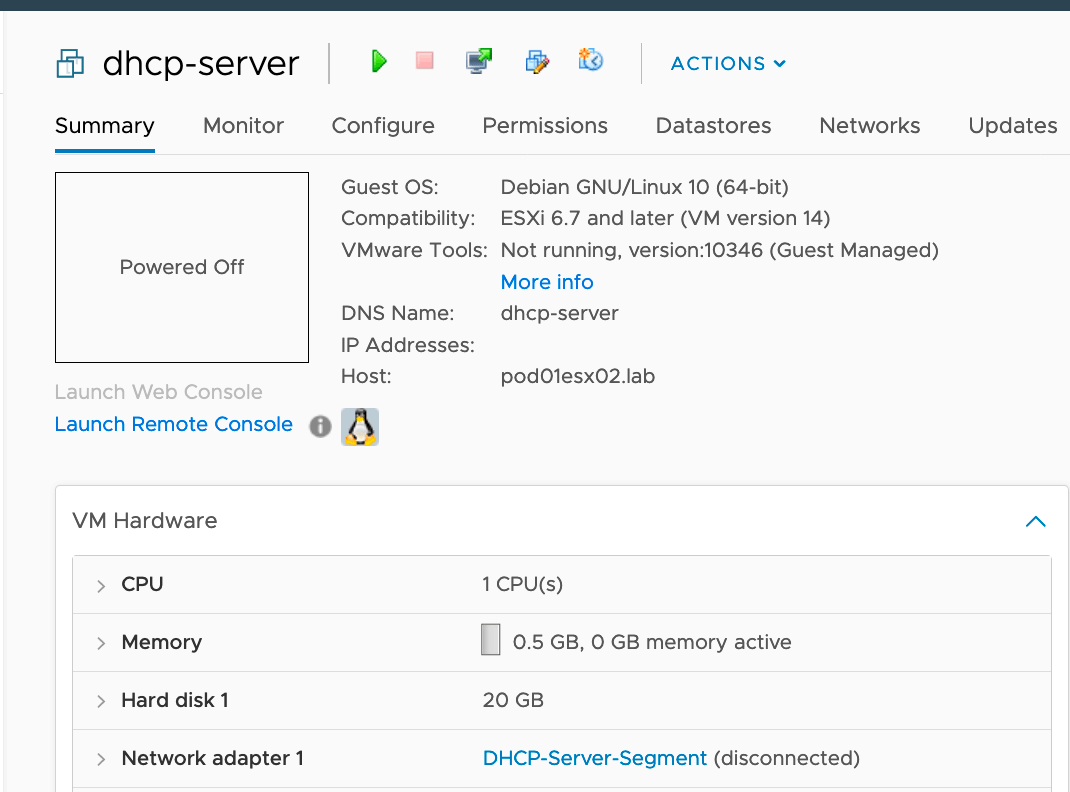 dhcp-server
ACTIONS
Summary Monitor Configure Permissions Datastores Networks Updates
Powered Off
Guest OS: Debian GNU/Linux 10 (64-bit)
Compatibility: ESXi 6.7 and later (VM version 14)
VMware Tools: Not running, version:10346 (Guest Managed)
More info
DNS Name: dhcp-server
IP Addresses:
Host: pod01esx02.lab
Launch Web Console
Launch Remote Console
VM Hardware
CPU 1 CPU(s)
Memory 0.5 GB, 0 GB memory active
Hard disk 1 20 GB
Network adapter 1 DHCP-Server-Segment (disconnected)